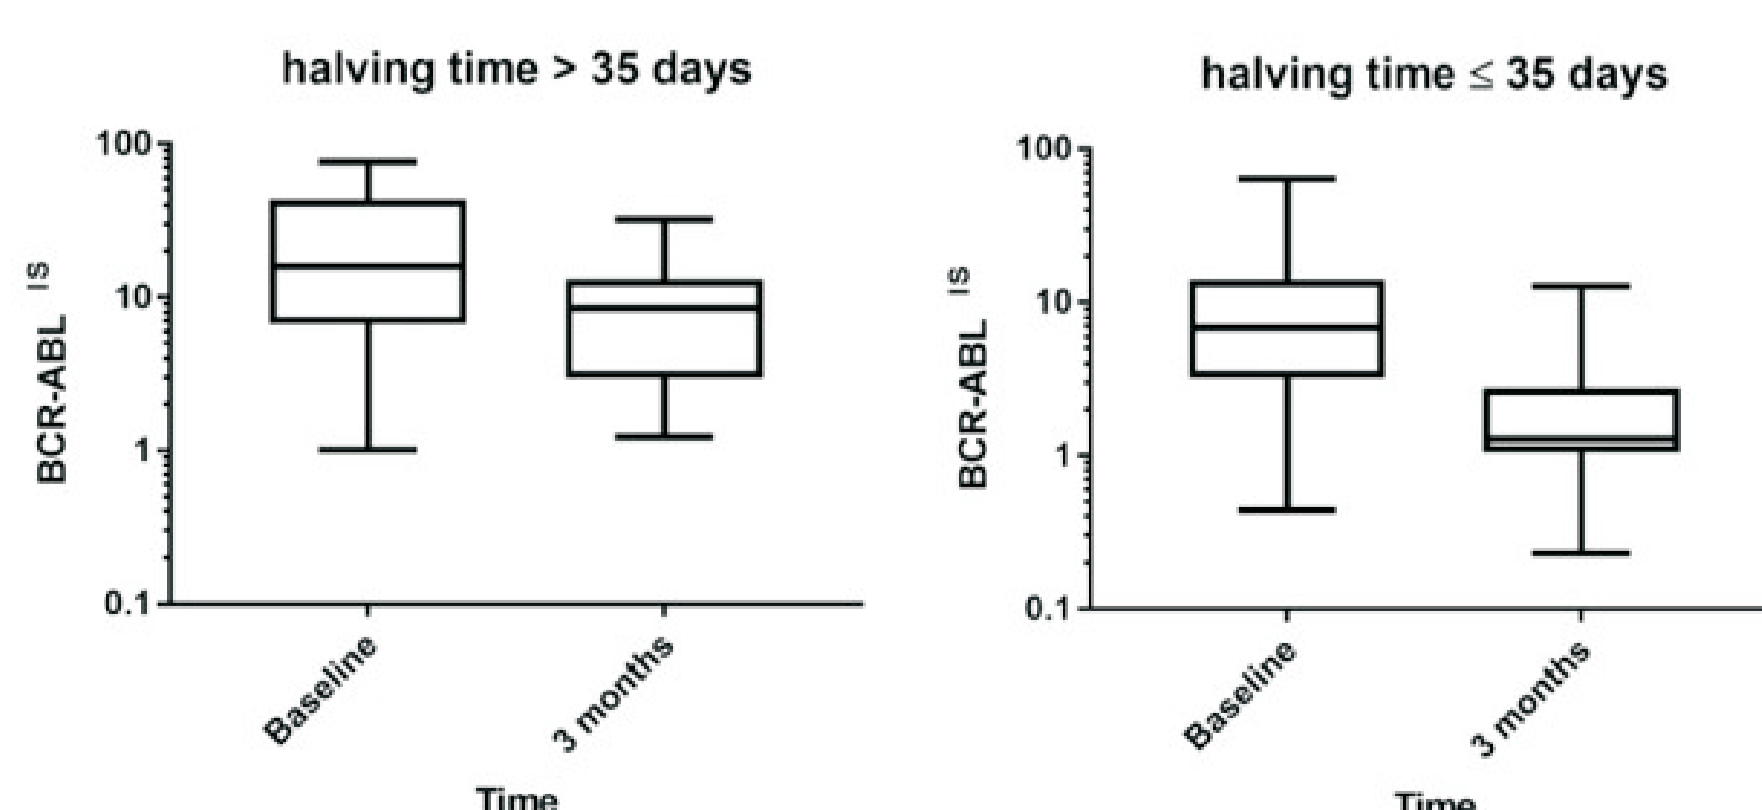 halving time > 35 days
BCR-ABL IS
100
10
1
0.1
Baseline
3 months
Time
halving time ≤ 35 days
BCR-ABL IS
100
10
1
0.1
Baseline
3 months
Time